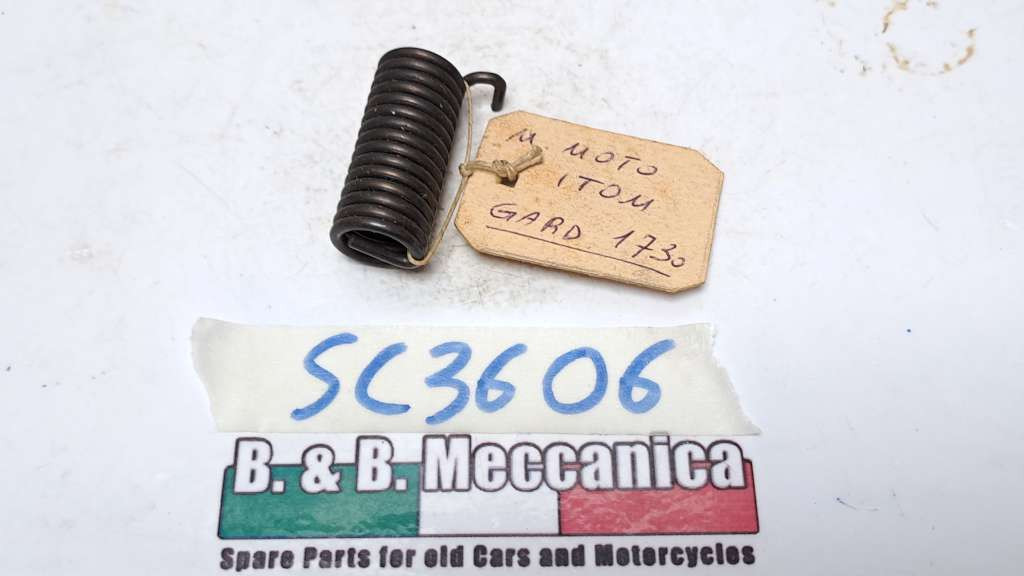 M. MOTO
ITOM
GARD. 1730
SC3606
B. & B. Meccanica
Spare Parts for old Cars and Motorcycles